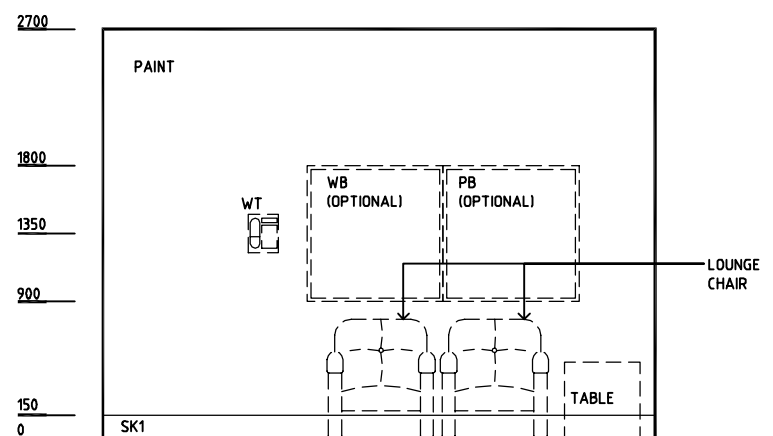 2700
PAINT
1800
WB
(OPTIONAL)
PB
(OPTIONAL)
WT
1350
LOUNGE
CHAIR
900
TABLE
150
SK1
0